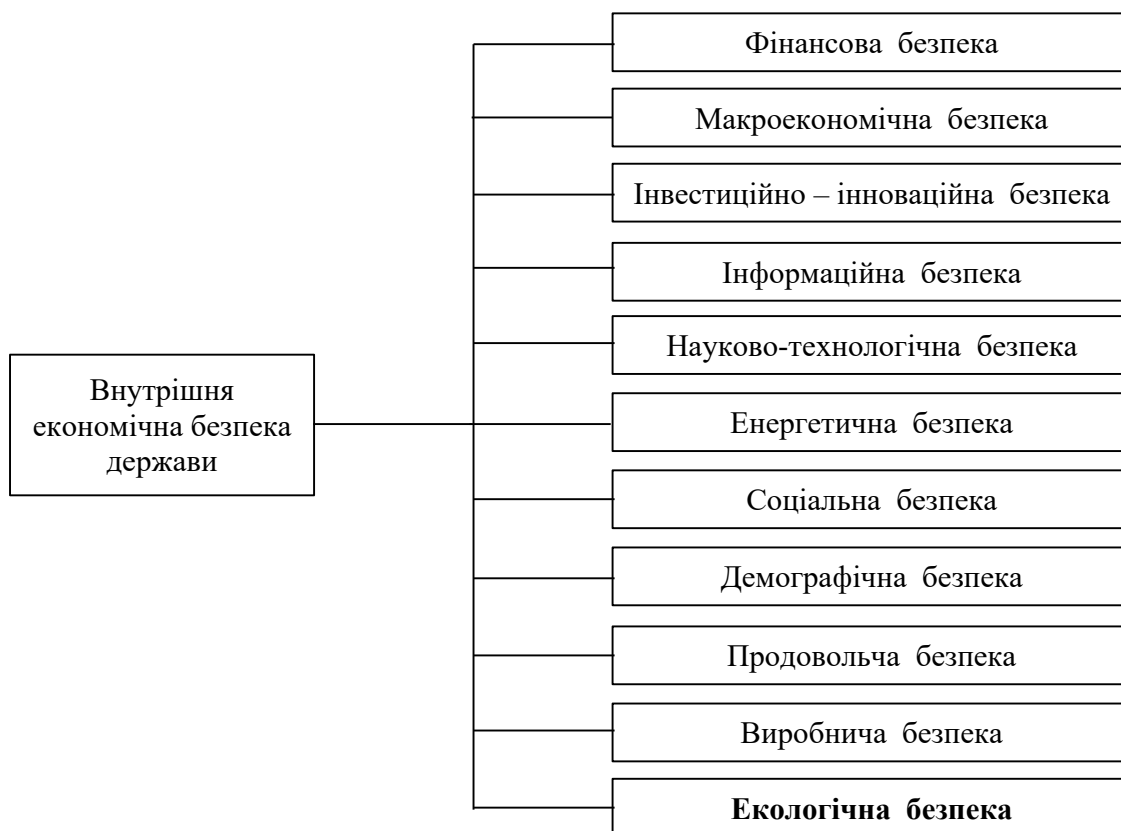 Фінансова безпека
Макроекономічна безпека
Інвестиційно – інноваційна безпека
Інформаційна безпека
Науково-технологічна безпека
Внутрішня
економічна безпека
держави
Енергетична безпека
Соціальна безпека
Демографічна безпека
Продовольча безпека
Виробнича безпека
Екологічна безпека